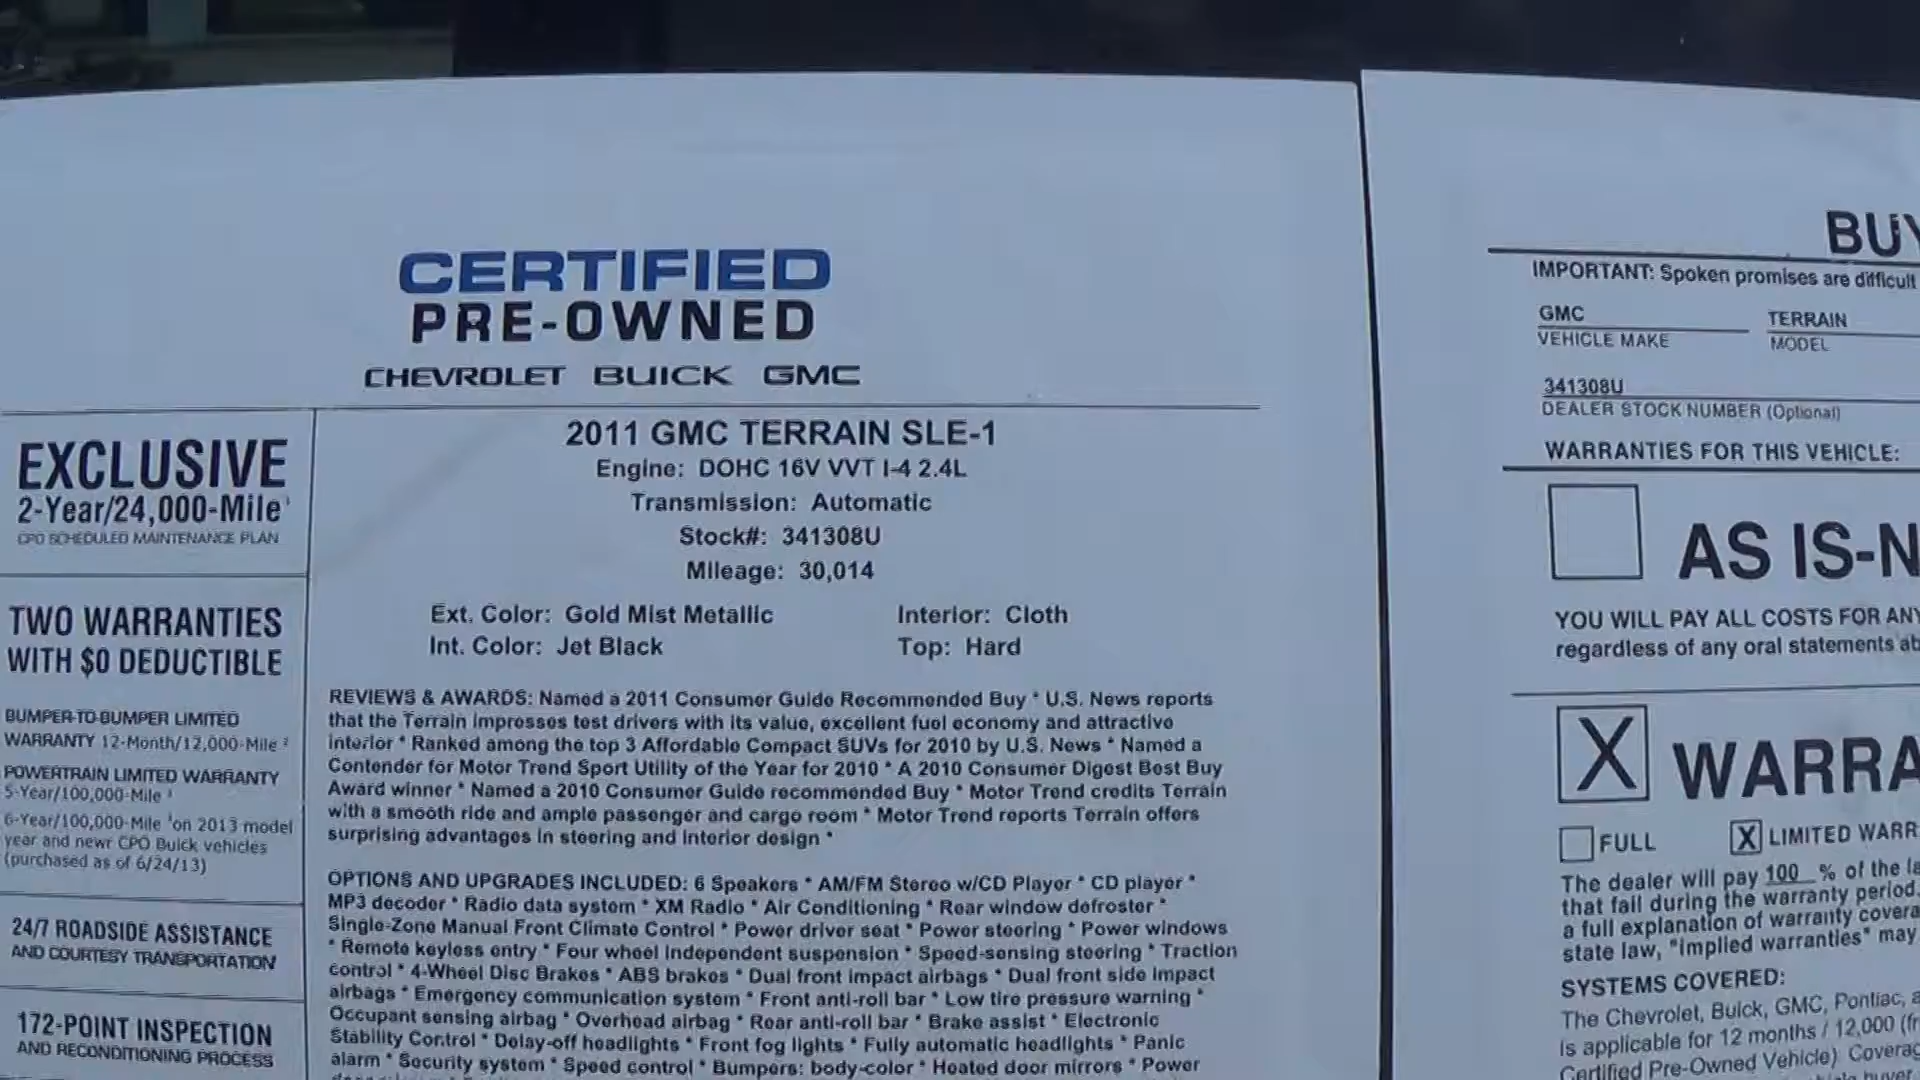 CERTIFIED
PRE-OWNED
CHEVROLET BUICK GMC
EXCLUSIVE
2-Year/24,000-Mile¹
CPO SCHEDULED MAINTENANCE PLAN
TWO WARRANTIES
WITH $0 DEDUCTIBLE
BUMPER-TO-BUMPER LIMITED
WARRANTY 12-Month/12,000-Mile ²
POWERTRAIN LIMITED WARRANTY
5-Year/100,000-Mile ³
6-Year/100,000-Mile on 2013 model
year and newr CPO Buick vehicles
(purchased as of 6/24/13)
24/7 ROADSIDE ASSISTANCE
AND COURTESY TRANSPORTATION
172-POINT INSPECTION
AND RECONDITIONING PROCESS
2011 GMC TERRAIN SLE-1
Engine: DOHC 16V VVT I-4 2.4L
Transmission: Automatic
Stock#: 341308U
Mileage: 30,014
Ext. Color: Gold Mist Metallic Interior: Cloth
Int. Color: Jet Black Top: Hard
REVIEWS & AWARDS: Named a 2011 Consumer Guide Recommended Buy * U.S. News reports
that the Terrain impresses test drivers with its value, excellent fuel economy and attractive
interior * Ranked among the top 3 Affordable Compact SUVs for 2010 by U.S. News * Named a
Contender for Motor Trend Sport Utility of the Year for 2010 * A 2010 Consumer Digest Best Buy
Award winner * Named a 2010 Consumer Guide recommended Buy * Motor Trend credits Terrain
with a smooth ride and ample passenger and cargo room * Motor Trend reports Terrain offers
surprising advantages in steering and interior design *
OPTIONS AND UPGRADES INCLUDED: 6 Speakers * AM/FM Stereo w/CD Player * CD player *
MP3 decoder * Radio data system * XM Radio * Air Conditioning * Rear window defroster *
Single-Zone Manual Front Climate Control * Power driver seat * Power steering * Power windows
* Remote keyless entry * Four wheel independent suspension * Speed-sensing steering * Traction
control * 4-Wheel Disc Brakes * ABS brakes * Dual front impact airbags * Dual front side impact
airbags * Emergency communication system * Front anti-roll bar * Low tire pressure warning *
Occupant sensing airbag * Overhead airbag * Rear anti-roll bar * Brake assist * Electronic
Stability Control * Delay-off headlights * Front fog lights * Fully automatic headlights * Panic
alarm * Security system * Speed control * Bumpers: body-color * Heated door mirrors * Power
BUY
IMPORTANT: Spoken promises are difficult
GMC TERRAIN
VEHICLE MAKE MODEL
341308U
DEALER STOCK NUMBER (Optional)
WARRANTIES FOR THIS VEHICLE:
AS IS-N
YOU WILL PAY ALL COSTS FOR ANY
regardless of any oral statements ab
X WARRA
FULL X LIMITED WARR
The dealer will pay 100 % of the la
that fail during the warranty period.
a full explanation of warranty covera
state law, "implied warranties" may
SYSTEMS COVERED:
The Chevrolet, Buick, GMC, Pontiac, a
is applicable for 12 months / 12,000 (fr
Certified Pre-Owned Vehicle) Coverag
buyer